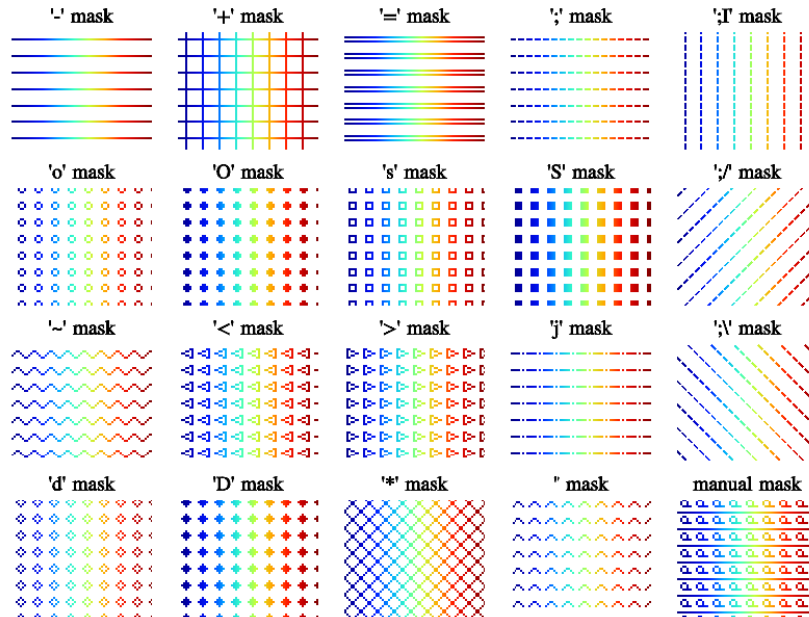 '-' mask
'+' mask
'=' mask
';' mask
';I' mask
'o' mask
'O' mask
's' mask
'S' mask
';/' mask
'~' mask
'<' mask
'>' mask
'j' mask
';\' mask
'd' mask
'D' mask
'*' mask
'' mask
manual mask